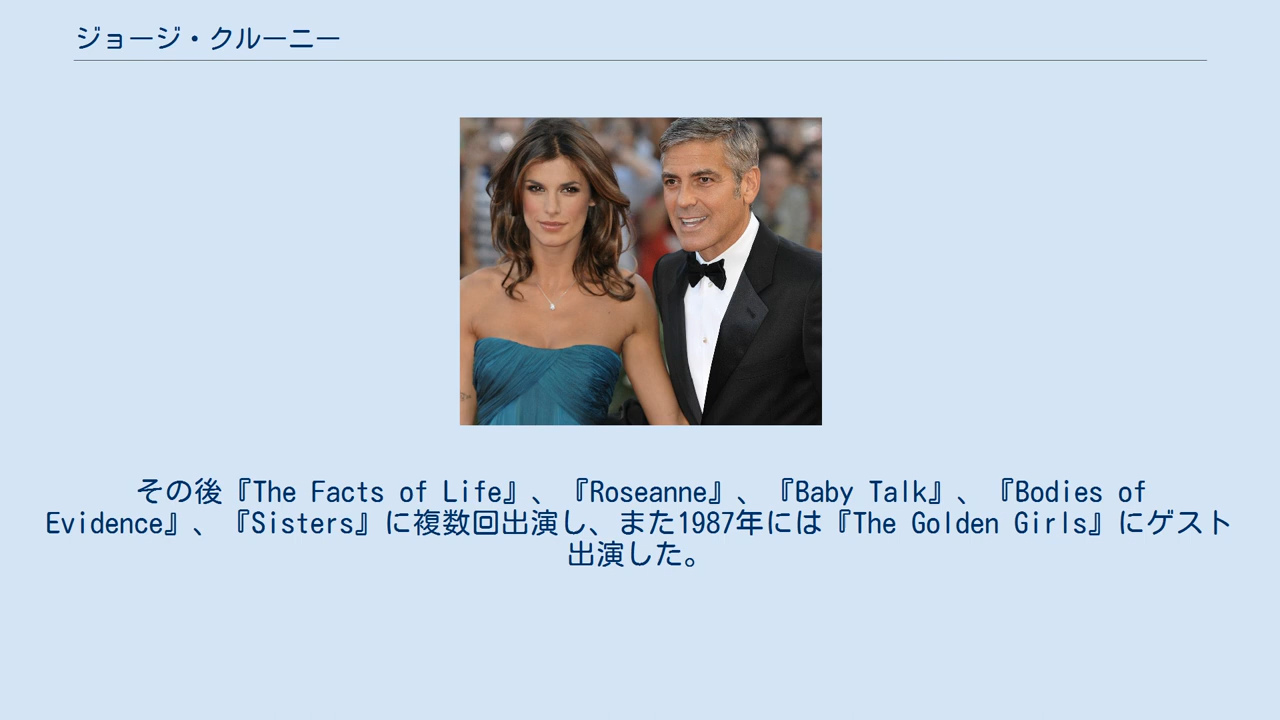 ジョージ・クルーニー
その後『The Facts of Life』、『Roseanne』、『Baby Talk』、『Bodies of
Evidence』、『Sisters』に複数回出演し、また1987年には『The Golden Girls』にゲスト
出演した。